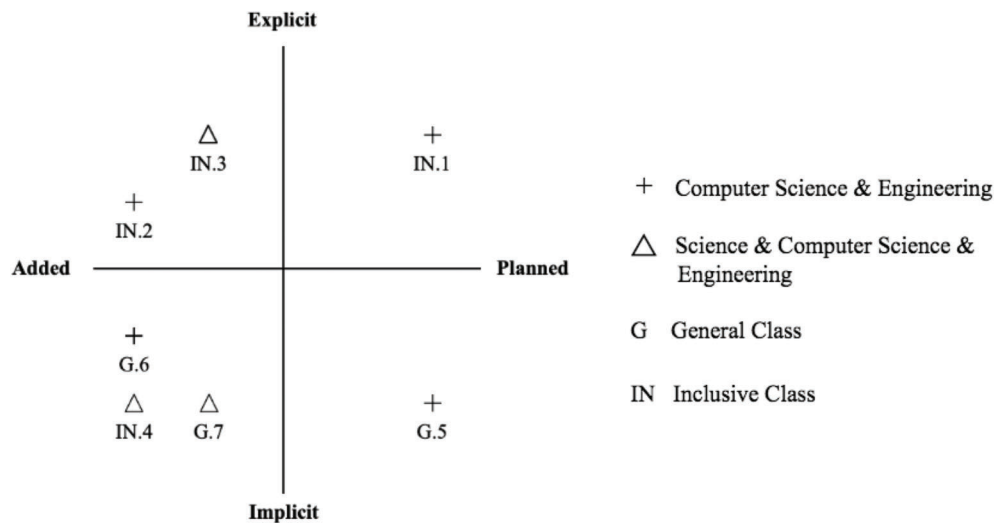 Explicit
IN.3
IN.1
IN.2
Added
Planned
G.6
IN.4
G.7
G.5
Implicit
+ Computer Science & Engineering
△ Science & Computer Science &
Engineering
G General Class
IN Inclusive Class